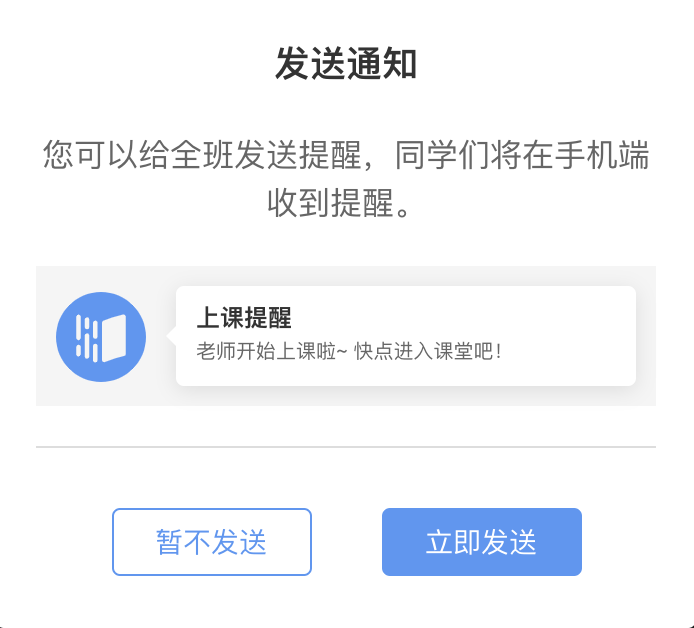 发送通知
您可以给全班发送提醒，同学们将在手机端
收到提醒。
上课提醒
老师开始上课啦~ 快点进入课堂吧！
暂不发送
立即发送